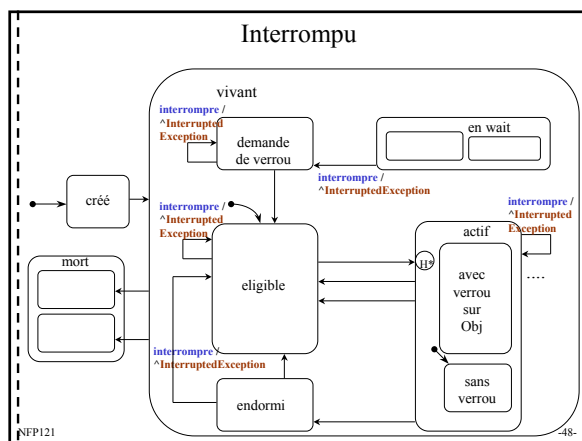 Interrompu
vivant
interrompre /
^Interrupted
Exception
demande
de verrou
en wait
interrompre /
^InterruptedException
créé
interrompre /
^Interrupted
Exception
interrompre /
^Interrupted
Exception
actif
H*
mort
eligible
avec
verrou
sur
Obj
....
interrompre /
^InterruptedException
endormi
sans
verrou
NFP121
-48-